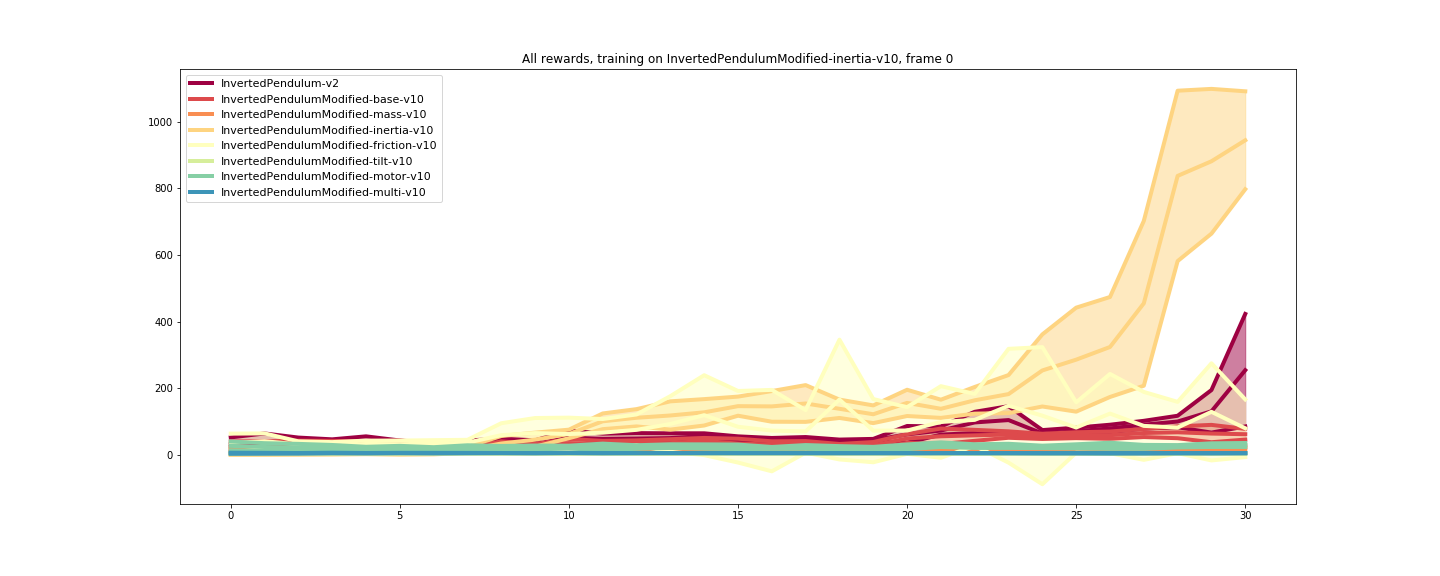 All rewards, training on InvertedPendulumModified-inertia-v10, frame 0
InvertedPendulum-v2
InvertedPendulumModified-base-v10
InvertedPendulumModified-mass-v10
InvertedPendulumModified-inertia-v10
InvertedPendulumModified-friction-v10
InvertedPendulumModified-tilt-v10
InvertedPendulumModified-motor-v10
InvertedPendulumModified-multi-v10
1000
800
600
400
200
0
0 5 10 15 20 25 30